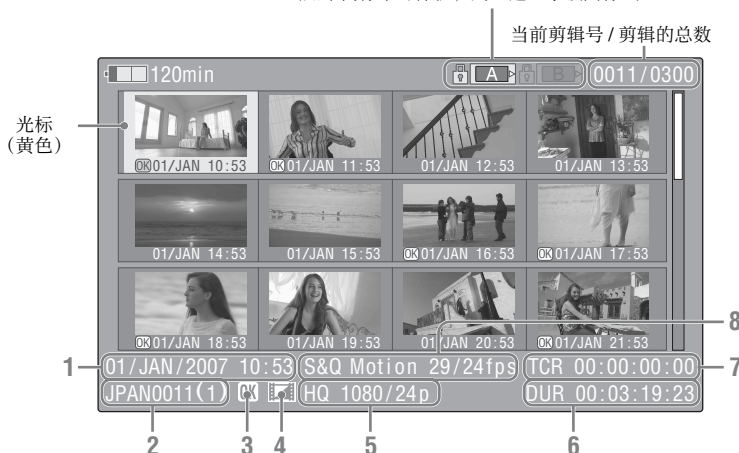 当前剪辑号 / 剪辑的总数
120min
A B 0011/0300
光标
（黄色）
OK 01/JAN 10:53
OK 01/JAN 11:53
01/JAN 12:53
01/JAN 13:53
01/JAN 14:53
01/JAN 15:53
OK 01/JAN 16:53
OK 01/JAN 17:53
OK 01/JAN 18:53
01/JAN 19:53
01/JAN 20:53
OK 01/JAN 21:53
8
1 01/JAN/2007 10:53 S&Q Motion 29/24fps TCR 00:00:00:00 7
JPAN0011(1) OK HQ 1080/24p DUR 00:03:19:23
2 3 4 5 6